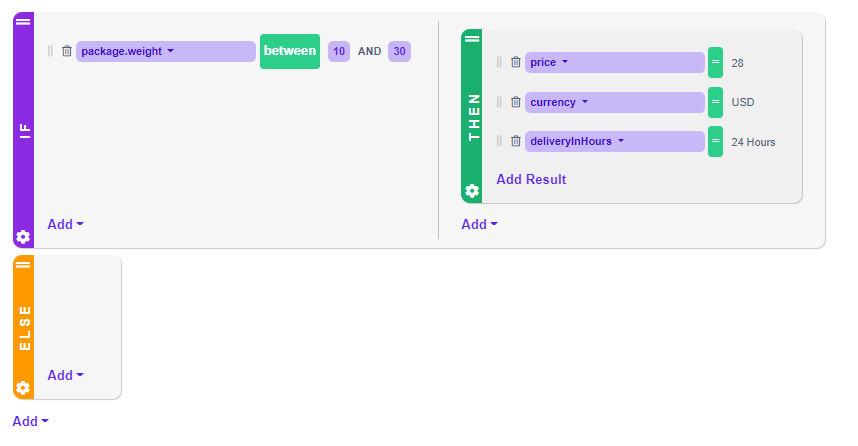 IF
package.weight between 10 AND 30
Add
THEN
price = 28
currency = USD
deliveryInHours = 24 Hours
Add Result
Add
ELSE
Add
Add